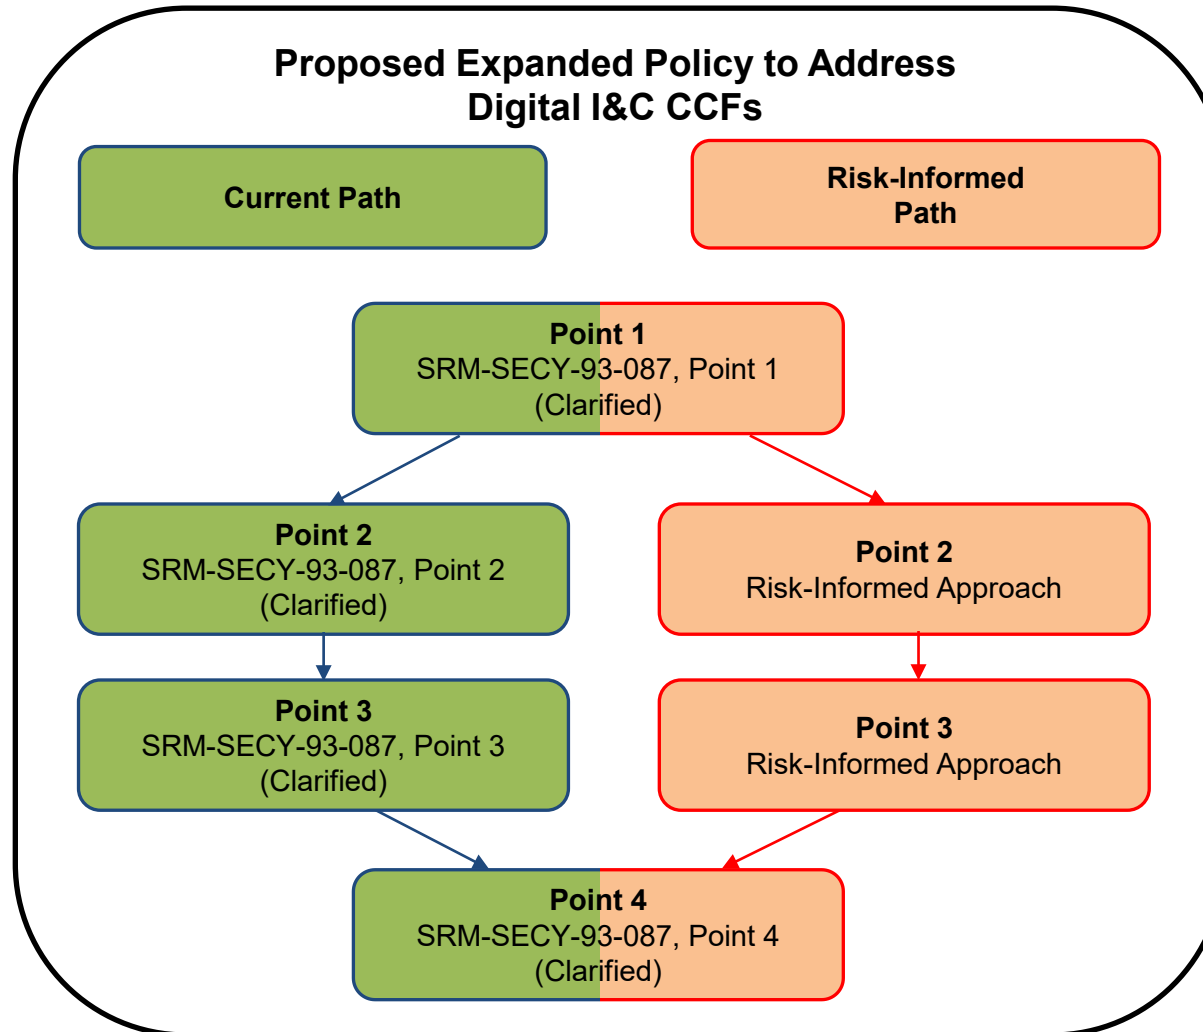 Proposed Expanded Policy to Address
Digital I&C CCFs
Current Path
Risk-Informed
Path
Point 1
SRM-SECY-93-087, Point 1
(Clarified)
Point 2
SRM-SECY-93-087, Point 2
(Clarified)
Point 2
Risk-Informed Approach
Point 3
SRM-SECY-93-087, Point 3
(Clarified)
Point 3
Risk-Informed Approach
Point 4
SRM-SECY-93-087, Point 4
(Clarified)